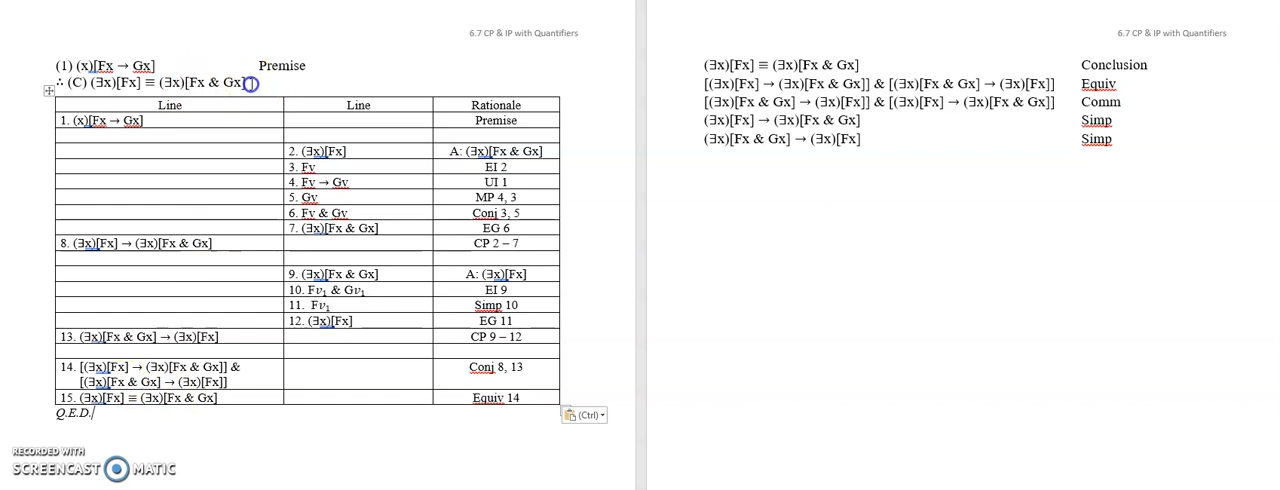 6.7 CP & IP with Quantifiers
(1) (x)[Fx → Gx] Premise
∴ (C) (∃x)[Fx] ≡ (∃x)[Fx & Gx]
Line Line Rationale
1. (x)[Fx → Gx] Premise
2. (∃x)[Fx] A: (∃x)[Fx & Gx]
3. Fv EI 2
4. Fv → Gv UI 1
5. Gv MP 4, 3
6. Fv & Gv Conj 3, 5
7. (∃x)[Fx & Gx] EG 6
8. (∃x)[Fx] → (∃x)[Fx & Gx] CP 2 – 7
9. (∃x)[Fx & Gx] A: (∃x)[Fx]
10. Fv₁ & Gv₁ EI 9
11. Fv₁ Simp 10
12. (∃x)[Fx] EG 11
13. (∃x)[Fx & Gx] → (∃x)[Fx] CP 9 – 12
14. [(∃x)[Fx] → (∃x)[Fx & Gx]] & Conj 8, 13
[(∃x)[Fx & Gx] → (∃x)[Fx]]
15. (∃x)[Fx] ≡ (∃x)[Fx & Gx] Equiv 14
Q.E.D.
(Ctrl)
RECORDED WITH
SCREENCAST MATIC
6.7 CP & IP with Quantifiers
(∃x)[Fx] ≡ (∃x)[Fx & Gx] Conclusion
[(∃x)[Fx] → (∃x)[Fx & Gx]] & [(∃x)[Fx & Gx] → (∃x)[Fx]] Equiv
[(∃x)[Fx & Gx] → (∃x)[Fx]] & [(∃x)[Fx] → (∃x)[Fx & Gx]] Comm
(∃x)[Fx] → (∃x)[Fx & Gx] Simp
(∃x)[Fx & Gx] → (∃x)[Fx] Simp